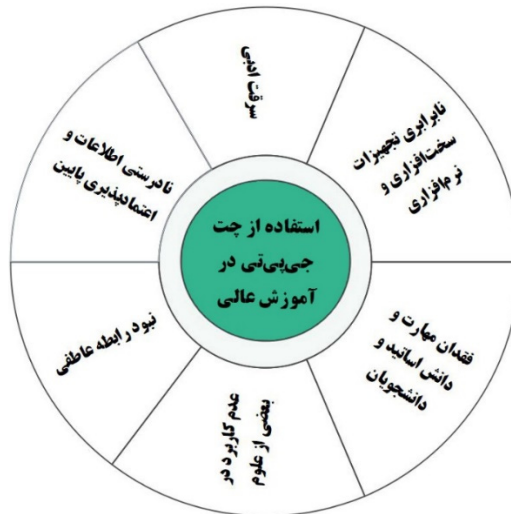 استفاده از چت
جی‌پی‌تی در
آموزش عالی
سرقت ادبی
نابرابری تجهیزات
سخت‌افزاری و
نرم‌افزاری
فقدان مهارت و
دانش اساتید و
دانشجویان
عدم کاربرد در
بعضی از علوم
نبود رابطه عاطفی
نادرستی اطلاعات و
اعتمادپذیری پایین